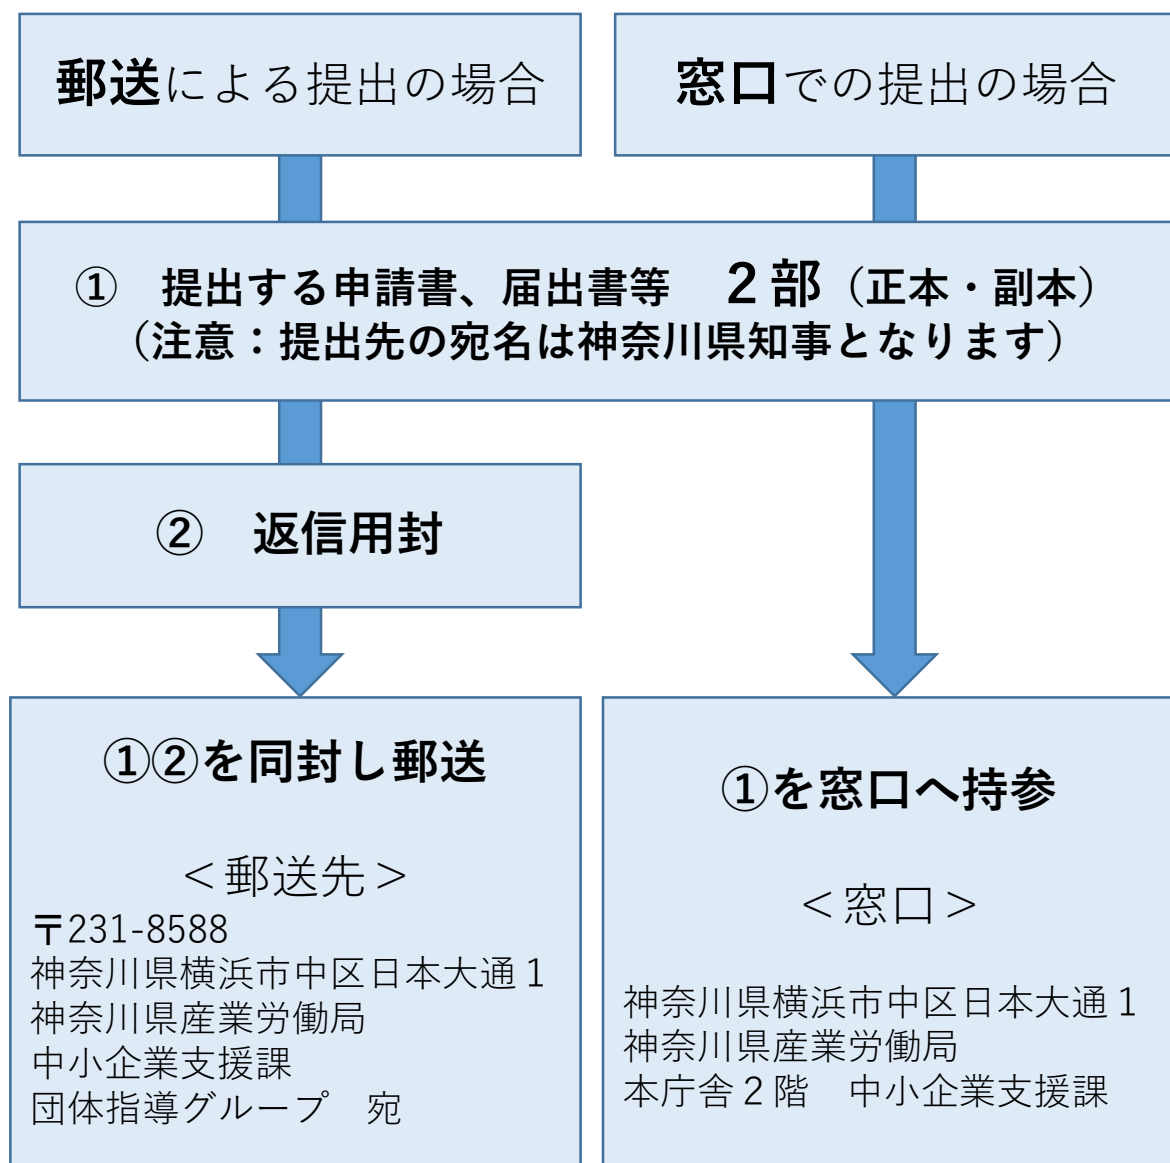 郵送による提出の場合
窓口での提出の場合
①　提出する申請書、届出書等　２部（正本・副本）
（注意：提出先の宛名は神奈川県知事となります）
②　返信用封
①②を同封し郵送
＜郵送先＞
〒231-8588
神奈川県横浜市中区日本大通１
神奈川県産業労働局
中小企業支援課
団体指導グループ　宛
①を窓口へ持参
＜窓口＞
神奈川県横浜市中区日本大通１
神奈川県産業労働局
本庁舎２階　中小企業支援課